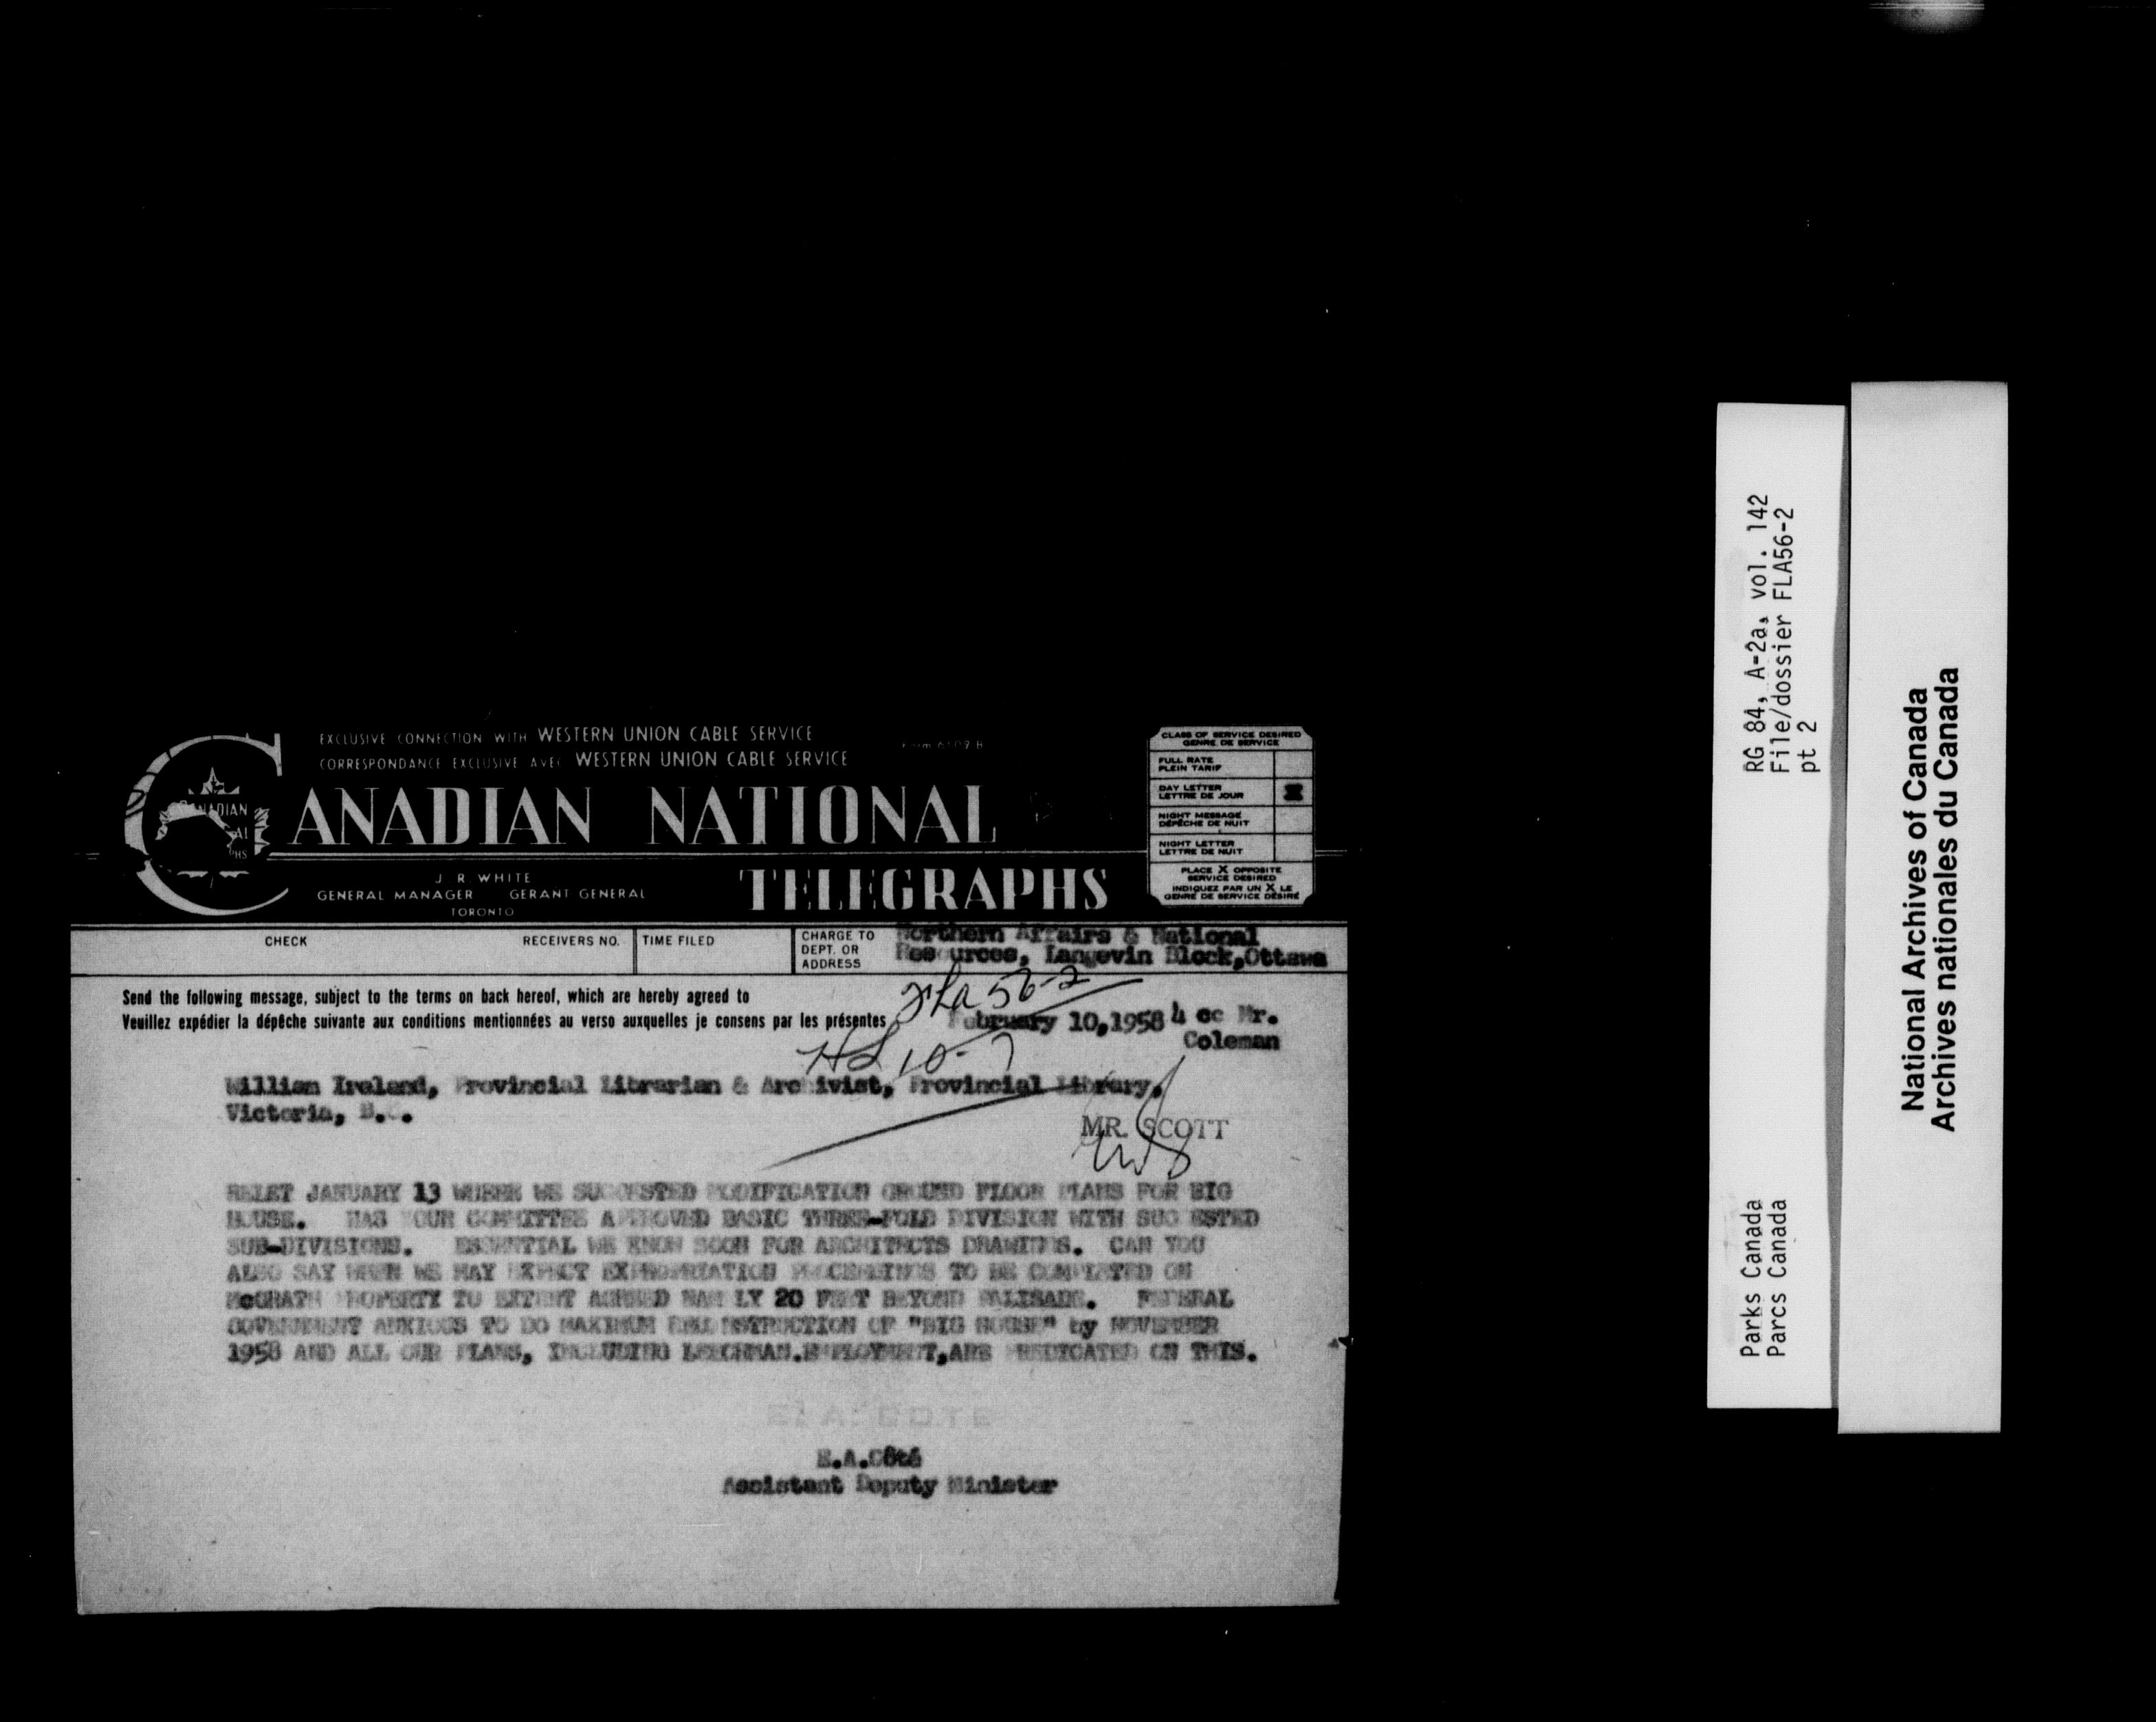 EXCLUSIVE CONNECTION WITH WESTERN UNION CABLE SERVICE
CORRESPONDANCE EXCLUSIVE AVEC WESTERN UNION CABLE SERVICE
CANADIAN NATIONAL
TELEGRAPHS
J. R. WHITE
GENERAL MANAGER GERANT GENERAL
TORONTO
CLASS OF SERVICE DESIRED
GENRE DE SERVICE
FULL RATE
PLEIN TARIF
DAY LETTER
LETTRE DE JOUR
X
NIGHT MESSAGE
DÉPÊCHE DE NUIT
NIGHT LETTER
LETTRE DE NUIT
PLACE X OPPOSITE
SERVICE DESIRED
INDIQUEZ PAR UN X LE
GENRE DE SERVICE DÉSIRÉ
CHECK RECEIVERS NO. TIME FILED
CHARGE TO
DEPT. OR
ADDRESS
Northern Affairs & National
Resources, Langevin Block,Ottawa
Send the following message, subject to the terms on back hereof, which are hereby agreed to
Veuillez expédier la dépêche suivante aux conditions mentionnées au verso auxquelles je consens par les présentes
Fla 56-2
February 10,1958 4 cc Mr.
Coleman
William Ireland, Provincial Librarian & Archivist, Provincial Library,
Victoria, B.C.
MR. SCOTT
RELET JANUARY 13 WHERE WE SUGGESTED MODIFICATION GROUND FLOOR PLANS FOR BIG
HOUSE. HAS YOUR COMMITTEE APPROVED BASIC THREE-FOLD DIVISION WITH SUGGESTED
SUB-DIVISIONS. ESSENTIAL WE KNOW SOON FOR ARCHITECTS DRAWINGS. CAN YOU
ALSO SAY WHEN WE MAY EXPECT EXPROPRIATION PROCEEDINGS TO BE COMPLETED ON
McGRATH PROPERTY TO EXTENT AGREED NAMELY 20 FEET BEYOND PALISADE. FEDERAL
GOVERNMENT ANXIOUS TO DO MAXIMUM RECONSTRUCTION OF "BIG HOUSE" by NOVEMBER
1958 AND ALL OUR PLANS, INCLUDING LEECHMAN.EMPLOYMENT,ARE PREDICATED ON THIS.
E. A. COTE
E.A.Côté
Assistant Deputy Minister
RG 84, A-2a, vol. 142
File/dossier FLA56-2
pt 2
Parks Canada
Parcs Canada
National Archives of Canada
Archives nationales du Canada